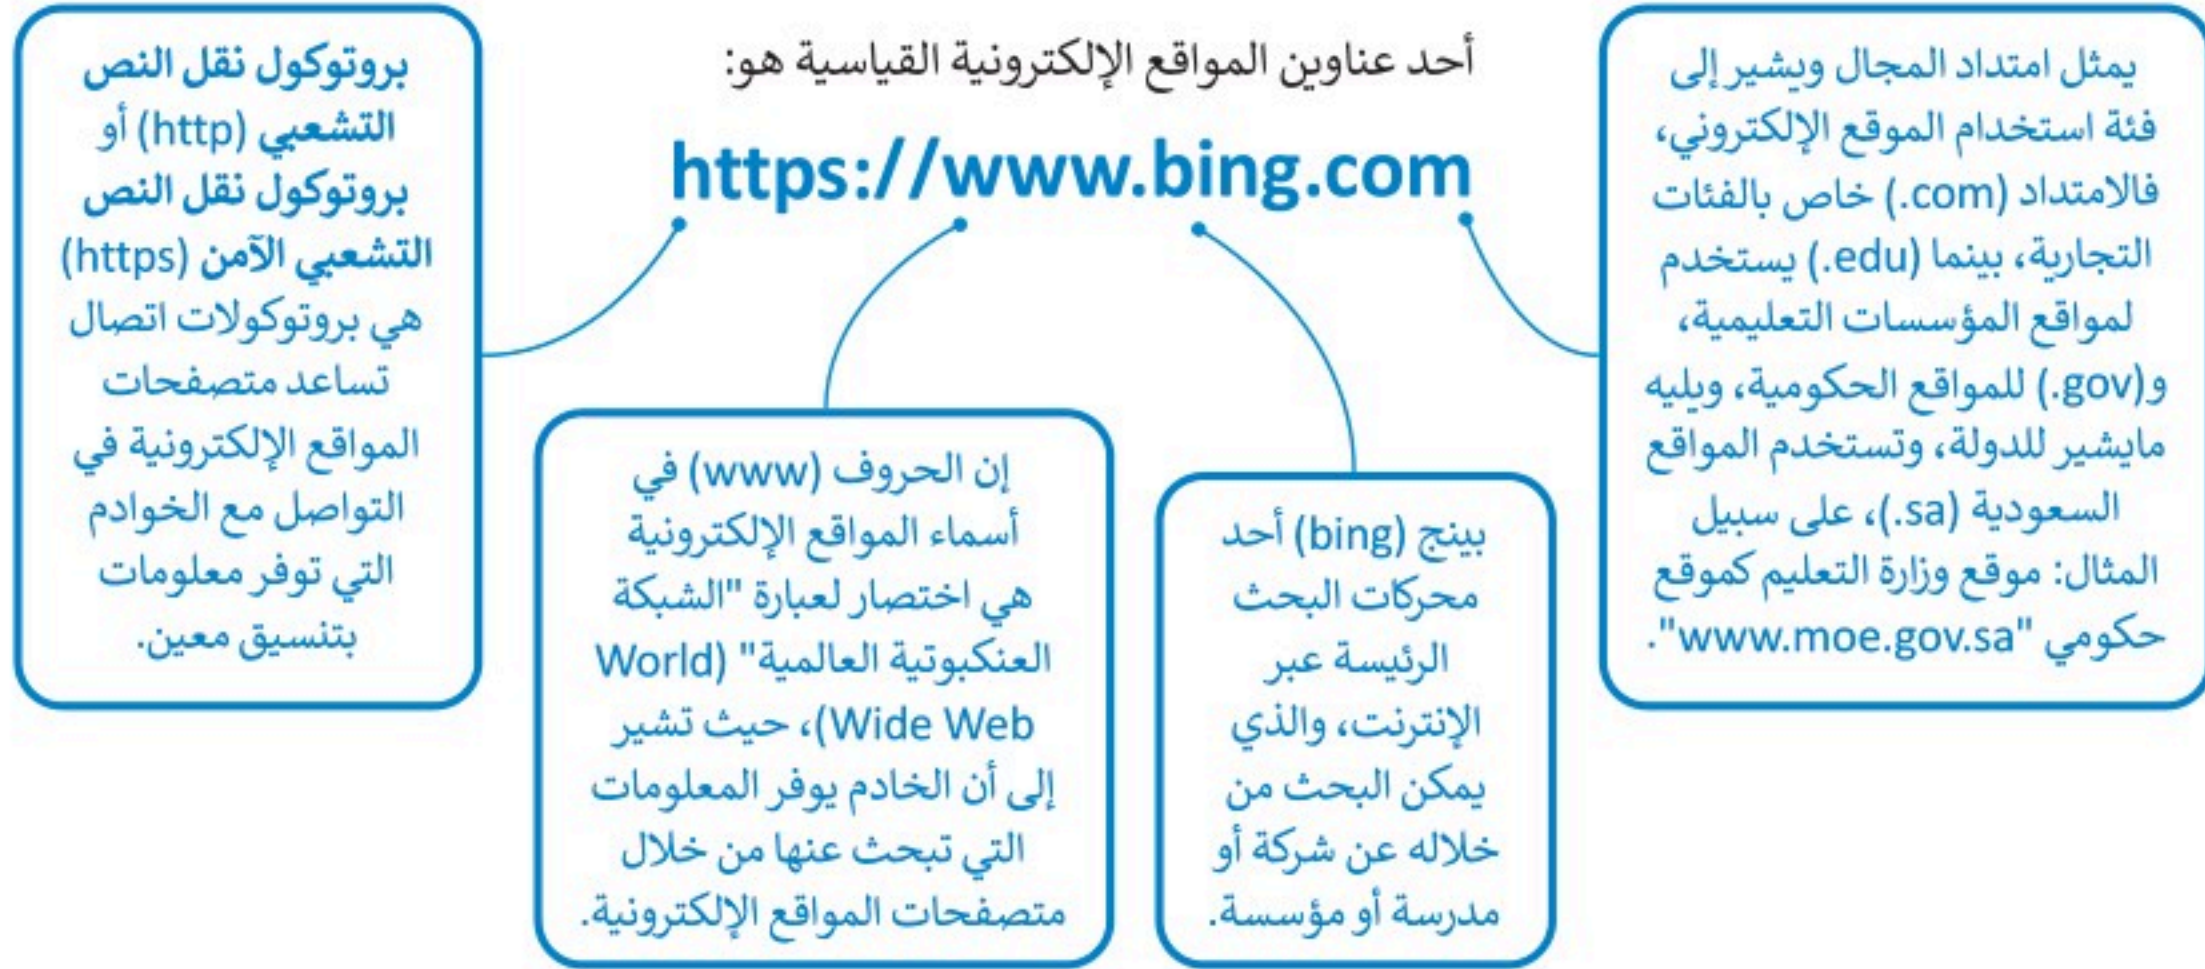 أحد عناوين المواقع الإلكترونية القياسية هو:
https://www.bing.com
يمثل امتداد المجال ويشير إلى
فئة استخدام الموقع الإلكتروني،
فالامتداد (com.) خاص بالفئات
التجارية، بينما (edu.) يستخدم
لمواقع المؤسسات التعليمية،
و(gov.) للمواقع الحكومية، ويليه
مايشير للدولة، وتستخدم المواقع
السعودية (sa.)، على سبيل
المثال: موقع وزارة التعليم كموقع
حكومي "www.moe.gov.sa".
بينج (bing) أحد
محركات البحث
الرئيسة عبر
الإنترنت، والذي
يمكن البحث من
خلاله عن شركة أو
مدرسة أو مؤسسة.
إن الحروف (www) في
أسماء المواقع الإلكترونية
هي اختصار لعبارة "الشبكة
العنكبوتية العالمية" (World
Wide Web)، حيث تشير
إلى أن الخادم يوفر المعلومات
التي تبحث عنها من خلال
متصفحات المواقع الإلكترونية.
بروتوكول نقل النص
التشعبي (http) أو
بروتوكول نقل النص
التشعبي الآمن (https)
هي بروتوكولات اتصال
تساعد متصفحات
المواقع الإلكترونية في
التواصل مع الخوادم
التي توفر معلومات
بتنسيق معين.